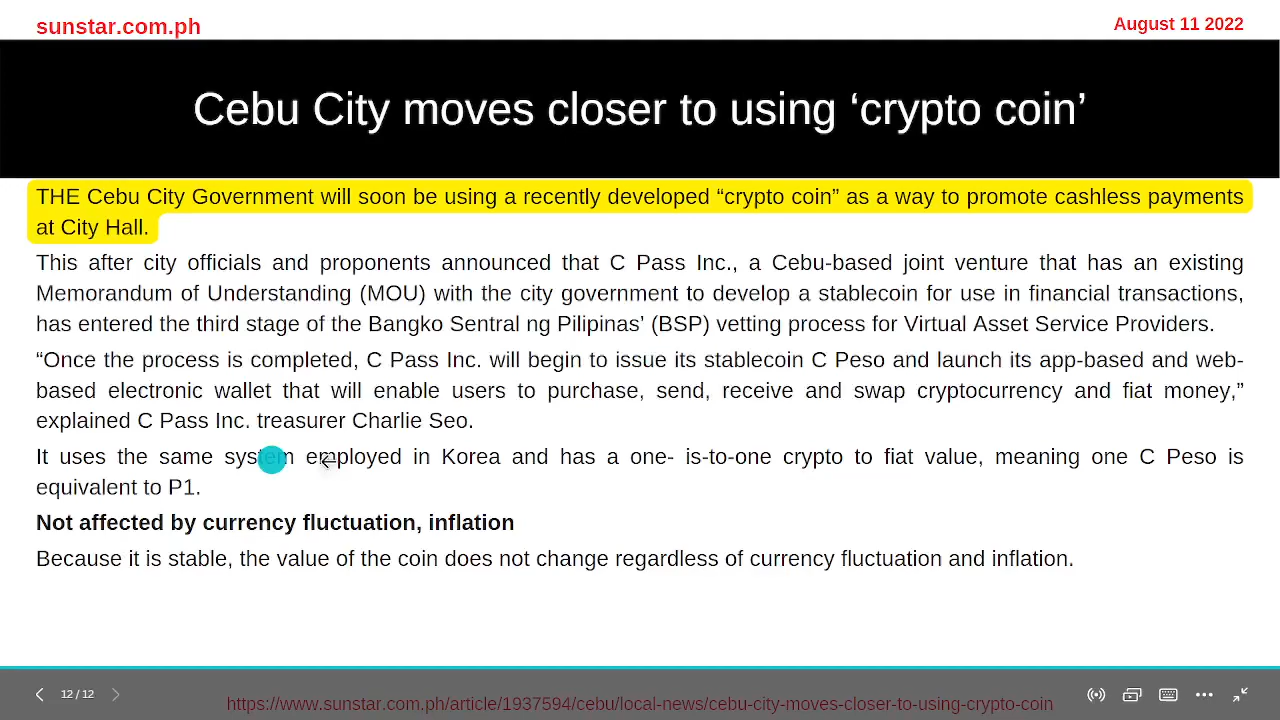 sunstar.com.ph
August 11 2022
Cebu City moves closer to using ‘crypto coin’
THE Cebu City Government will soon be using a recently developed “crypto coin” as a way to promote cashless payments
at City Hall.
This after city officials and proponents announced that C Pass Inc., a Cebu-based joint venture that has an existing
Memorandum of Understanding (MOU) with the city government to develop a stablecoin for use in financial transactions,
has entered the third stage of the Bangko Sentral ng Pilipinas’ (BSP) vetting process for Virtual Asset Service Providers.
“Once the process is completed, C Pass Inc. will begin to issue its stablecoin C Peso and launch its app-based and web-
based electronic wallet that will enable users to purchase, send, receive and swap cryptocurrency and fiat money,”
explained C Pass Inc. treasurer Charlie Seo.
It uses the same system employed in Korea and has a one- is-to-one crypto to fiat value, meaning one C Peso is
equivalent to P1.
Not affected by currency fluctuation, inflation
Because it is stable, the value of the coin does not change regardless of currency fluctuation and inflation.
12 / 12
https://www.sunstar.com.ph/article/1937594/cebu/local-news/cebu-city-moves-closer-to-using-crypto-coin